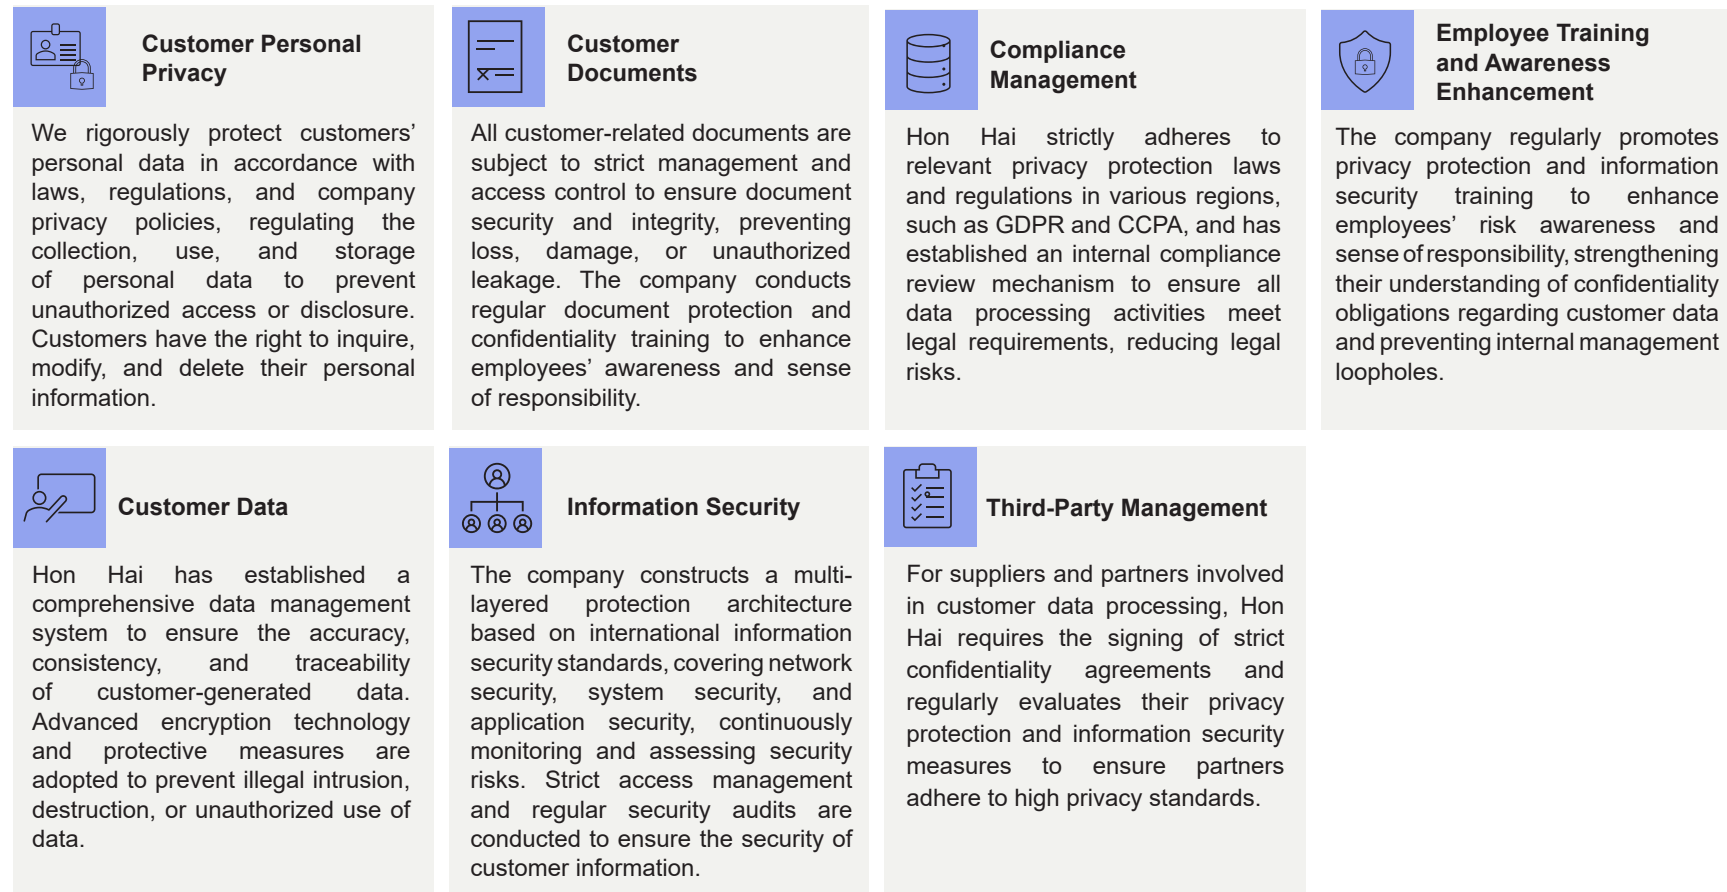 Customer Personal
Privacy
We rigorously protect customers’
personal data in accordance with
laws, regulations, and company
privacy policies, regulating the
collection, use, and storage
of personal data to prevent
unauthorized access or disclosure.
Customers have the right to inquire,
modify, and delete their personal
information.
Customer
Documents
All customer-related documents are
subject to strict management and
access control to ensure document
security and integrity, preventing
loss, damage, or unauthorized
leakage. The company conducts
regular document protection and
confidentiality training to enhance
employees’ awareness and sense
of responsibility.
Compliance
Management
Hon Hai strictly adheres to
relevant privacy protection laws
and regulations in various regions,
such as GDPR and CCPA, and has
established an internal compliance
review mechanism to ensure all
data processing activities meet
legal requirements, reducing legal
risks.
Employee Training
and Awareness
Enhancement
The company regularly promotes
privacy protection and information
security training to enhance
employees’ risk awareness and
sense of responsibility, strengthening
their understanding of confidentiality
obligations regarding customer data
and preventing internal management
loopholes.
Customer Data
Hon Hai has established a
comprehensive data management
system to ensure the accuracy,
consistency, and traceability
of customer-generated data.
Advanced encryption technology
and protective measures are
adopted to prevent illegal intrusion,
destruction, or unauthorized use of
data.
Information Security
The company constructs a multi-
layered protection architecture
based on international information
security standards, covering network
security, system security, and
application security, continuously
monitoring and assessing security
risks. Strict access management
and regular security audits are
conducted to ensure the security of
customer information.
Third-Party Management
For suppliers and partners involved
in customer data processing, Hon
Hai requires the signing of strict
confidentiality agreements and
regularly evaluates their privacy
protection and information security
measures to ensure partners
adhere to high privacy standards.